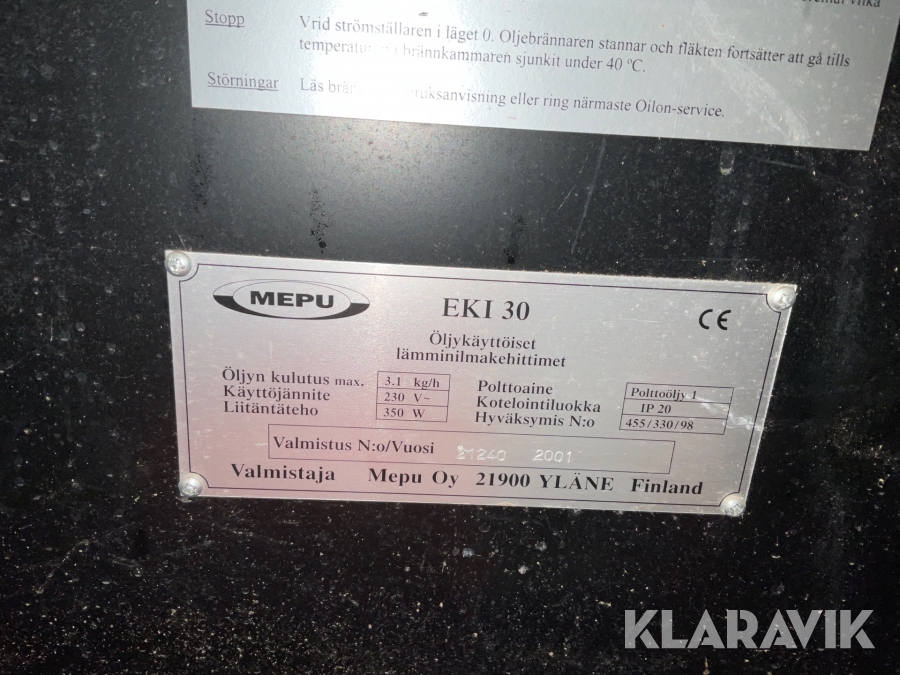 Stopp
Vrid strömställaren i läget 0. Oljebrännaren stannar och fläkten fortsätter att gå tills
i brännkammaren sjunkit under 40 °C.
Störningar
Läs eller ring närmaste Oilon-service.
MEPU
EKI 30
CE
Öljykäyttöiset
lämminilmakehittimet
Öljyn kulutus max. 3.1 kg/h
Käyttöjännite 230 V~
Liitäntäteho 350 W
Polttoaine Polttoöljy 1
Kotelointiluokka IP 20
Hyväksymis N:o 455/330/98
Valmistus N:o/Vuosi 21240 2001
Valmistaja Mepu Oy 21900 YLÄNE Finland
KLARAVIK